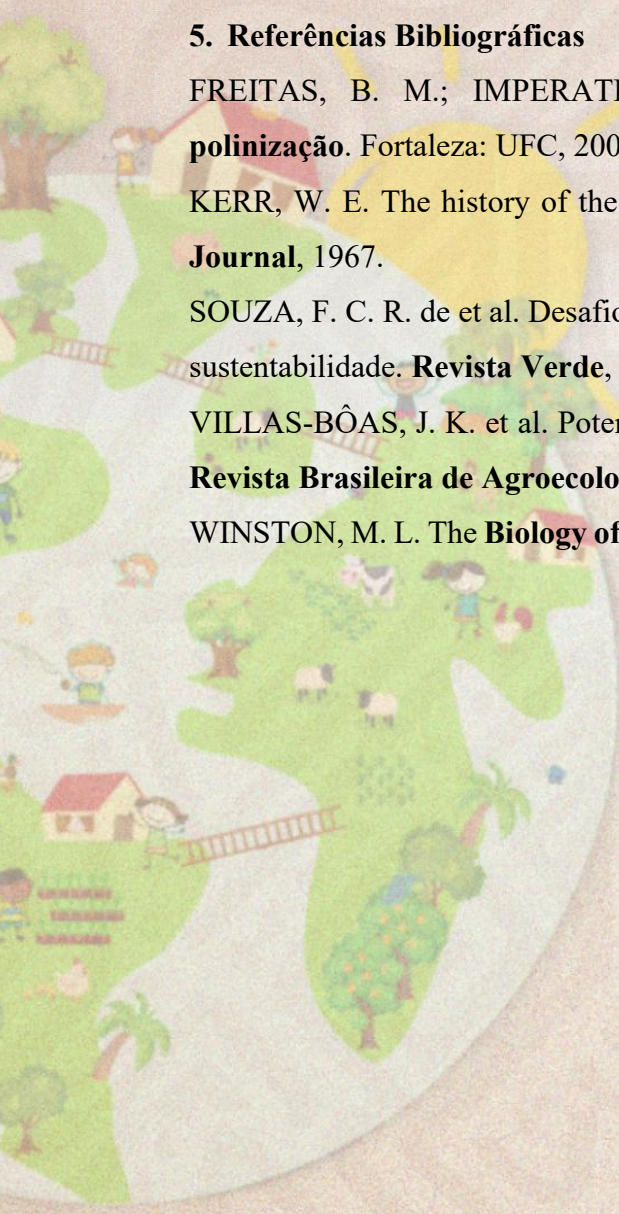 5. Referências Bibliográficas
FREITAS, B. M.; IMPERATI
polinização. Fortaleza: UFC, 200
KERR, W. E. The history of the
Journal, 1967.
SOUZA, F. C. R. de et al. Desafio
sustentabilidade. Revista Verde,
VILLAS-BÔAS, J. K. et al. Poten
Revista Brasileira de Agroecolo
WINSTON, M. L. The Biology of